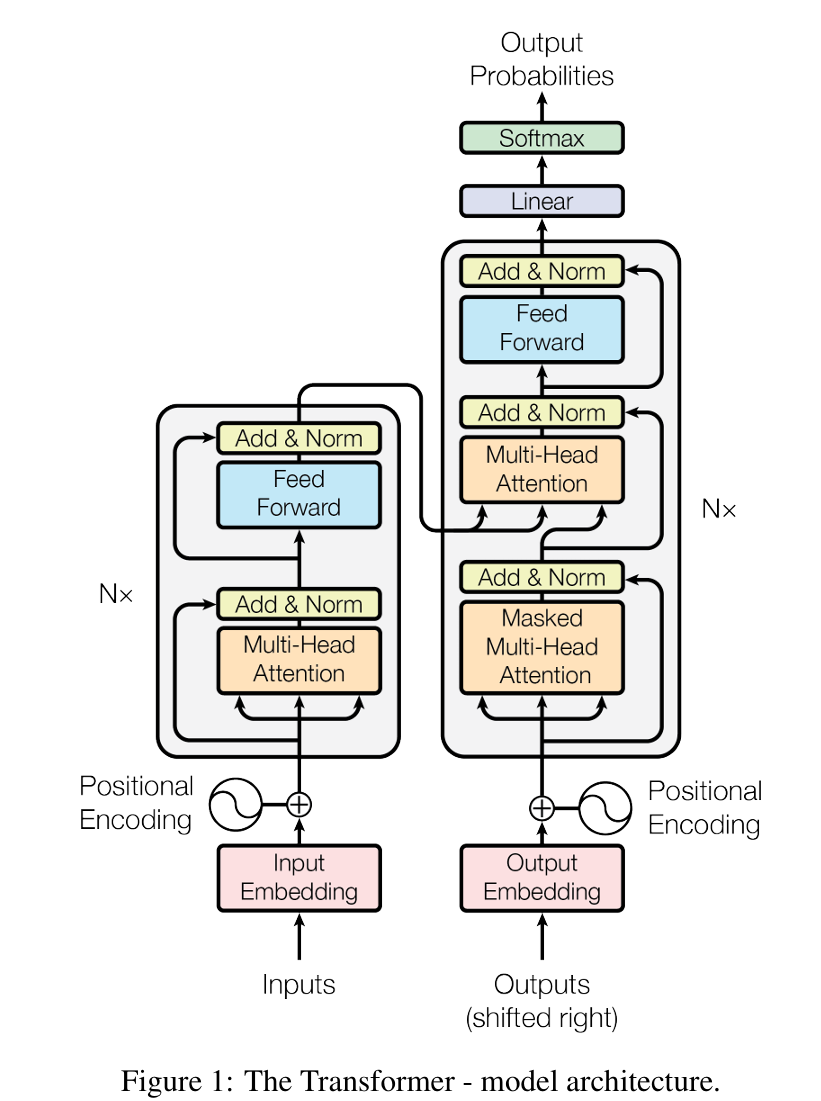 Output
Probabilities
Softmax
Linear
Add & Norm
Feed
Forward
Add & Norm
Multi-Head
Attention
Nx
Add & Norm
Masked
Multi-Head
Attention
Add & Norm
Feed
Forward
Nx
Add & Norm
Multi-Head
Attention
Positional
Encoding
Positional
Encoding
Input
Embedding
Output
Embedding
Inputs
Outputs
(shifted right)
Figure 1: The Transformer - model architecture.